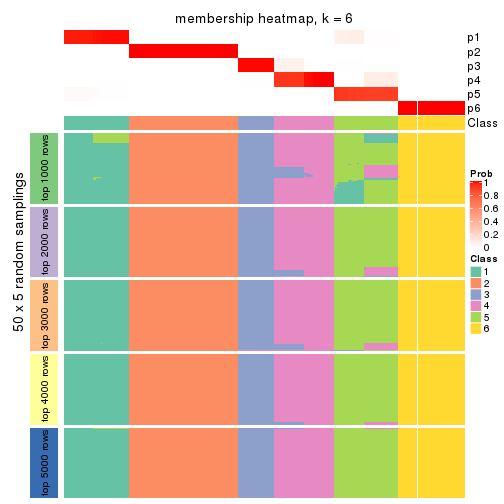 membership heatmap, k = 6
p1
p2
p3
p4
p5
p6
Class
50 x 5 random samplings
top 1000 rows
top 2000 rows
top 3000 rows
top 4000 rows
top 5000 rows
Prob
1
0.8
0.6
0.4
0.2
0
Class
1
2
3
4
5
6